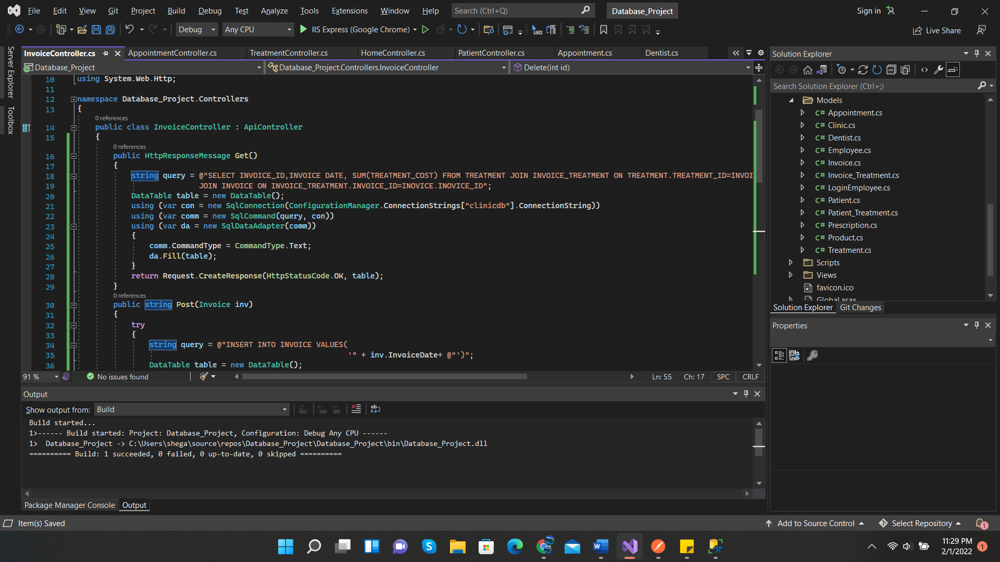 File Edit View Git Project Build Debug Test Analyze Tools Extensions Window Help Search (Ctrl+Q) Database_Project Sign in
Debug Any CPU IIS Express (Google Chrome) Live Share
Server Explorer
Toolbox
InvoiceController.cs AppointmentController.cs TreatmentController.cs HomeController.cs PatientController.cs Appointment.cs Dentist.cs
Database_Project Database_Project.Controllers.InvoiceController Delete(int id)
10 using System.Web.Http;
11
12 namespace Database_Project.Controllers
13 {
0 references
14 public class InvoiceController : ApiController
15 {
0 references
16 public HttpResponseMessage Get()
17 {
18 string query = @"SELECT INVOICE_ID,INVOICE DATE, SUM(TREATMENT_COST) FROM TREATMENT JOIN INVOICE_TREATMENT ON TREATMENT.TREATMENT_ID=INVOI
19 JOIN INVOICE ON INVOICE_TREATMENT.INVOICE_ID=INOVICE.INOVICE_ID";
20 DataTable table = new DataTable();
21 using (var con = new SqlConnection(ConfigurationManager.ConnectionStrings["clinicdb"].ConnectionString))
22 using (var comm = new SqlCommand(query, con))
23 using (var da = new SqlDataAdapter(comm))
24 {
25 comm.CommandType = CommandType.Text;
26 da.Fill(table);
27 }
28 return Request.CreateResponse(HttpStatusCode.OK, table);
29 }
0 references
30 public string Post(Invoice inv)
31 {
32 try
33 {
34 string query = @"INSERT INTO INVOICE VALUES(
35 '" + inv.InvoiceDate+ @"')";
36 DataTable table = new DataTable();
91 % No issues found Ln: 55 Ch: 17 SPC CRLF
Output
Show output from: Build
Build started...
1>------ Build started: Project: Database_Project, Configuration: Debug Any CPU ------
1>  Database_Project -> C:\Users\shega\source\repos\Database_Project\Database_Project\bin\Database_Project.dll
========== Build: 1 succeeded, 0 failed, 0 up-to-date, 0 skipped ==========
Package Manager Console Output
Solution Explorer
Search Solution Explorer (Ctrl+;)
Models
C# Appointment.cs
C# Clinic.cs
C# Dentist.cs
C# Employee.cs
C# Invoice.cs
C# Invoice_Treatment.cs
C# LoginEmployee.cs
C# Patient.cs
C# Patient_Treatment.cs
C# Prescription.cs
C# Product.cs
C# Treatment.cs
Scripts
Views
favicon.ico
Global.asax
Solution Explorer Git Changes
Properties
Item(s) Saved Add to Source Control Select Repository 1
11:29 PM
2/1/2022 1